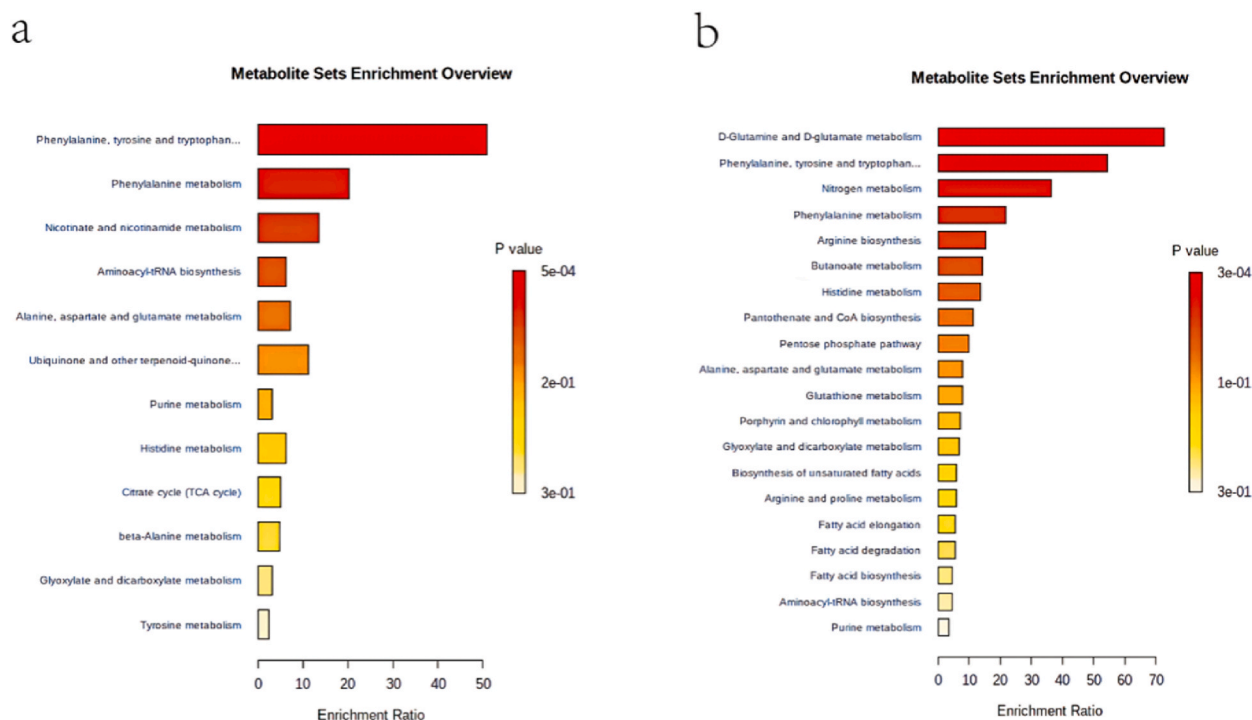 a
Metabolite Sets Enrichment Overview
Phenylalanine, tyrosine and tryptophan...
Phenylalanine metabolism
Nicotinate and nicotinamide metabolism
Aminoacyl-tRNA biosynthesis
Alanine, aspartate and glutamate metabolism
Ubiquinone and other terpenoid-quinone...
Purine metabolism
Histidine metabolism
Citrate cycle (TCA cycle)
beta-Alanine metabolism
Glyoxylate and dicarboxylate metabolism
Tyrosine metabolism
0 10 20 30 40 50
Enrichment Ratio
P value
5e-04
2e-01
3e-01
b
Metabolite Sets Enrichment Overview
D-Glutamine and D-glutamate metabolism
Phenylalanine, tyrosine and tryptophan...
Nitrogen metabolism
Phenylalanine metabolism
Arginine biosynthesis
Butanoate metabolism
Histidine metabolism
Pantothenate and CoA biosynthesis
Pentose phosphate pathway
Alanine, aspartate and glutamate metabolism
Glutathione metabolism
Porphyrin and chlorophyll metabolism
Glyoxylate and dicarboxylate metabolism
Biosynthesis of unsaturated fatty acids
Arginine and proline metabolism
Fatty acid elongation
Fatty acid degradation
Fatty acid biosynthesis
Aminoacyl-tRNA biosynthesis
Purine metabolism
0 10 20 30 40 50 60 70
Enrichment Ratio
P value
3e-04
1e-01
3e-01